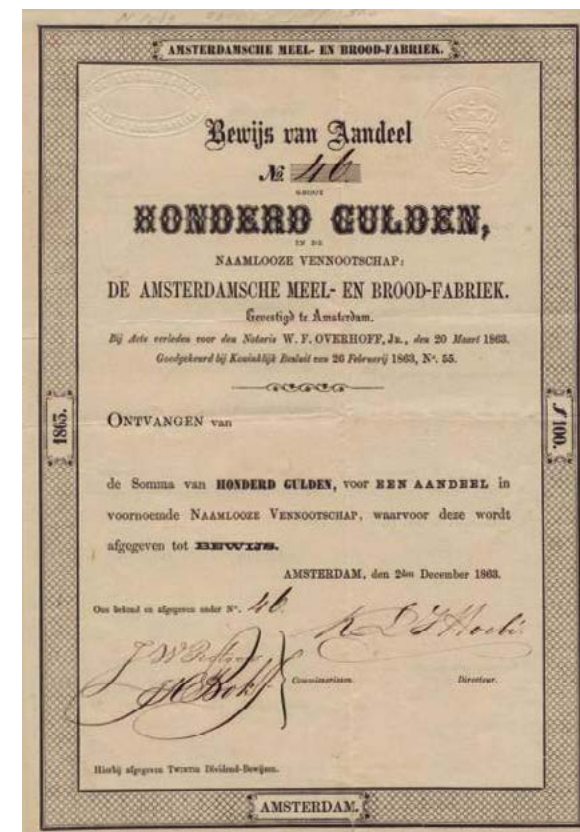 AMSTERDAMSCHE MEEL- EN BROOD-FABRIEK.
Bewijs van Aandeel
No. 46
GROOT
HONDERD GULDEN,
IN DE
NAAMLOOZE VENNOOTSCHAP:
DE AMSTERDAMSCHE MEEL- EN BROOD-FABRIEK.
Gevestigd te Amsterdam.
Bij Acte verleden voor den Notaris W. F. OVERHOFF, Jr., den 20 Maart 1863.
Goedgekeurd bij Koninklijk Besluit van 26 Februarij 1863, No. 55.
1863.
ƒ100.
ONTVANGEN van
de Somma van HONDERD GULDEN, voor EEN AANDEEL in
voornoemde NAAMLOOZE VENNOOTSCHAP, waarvoor deze wordt
afgegeven tot BEWIJS.
AMSTERDAM, den 2den December 1863.
Ons bekend en afgegeven onder No. 46
Commissarissen.
Directeur.
Hierbij afgegeven TWINTIG Dividend-Bewijzen.
AMSTERDAM.